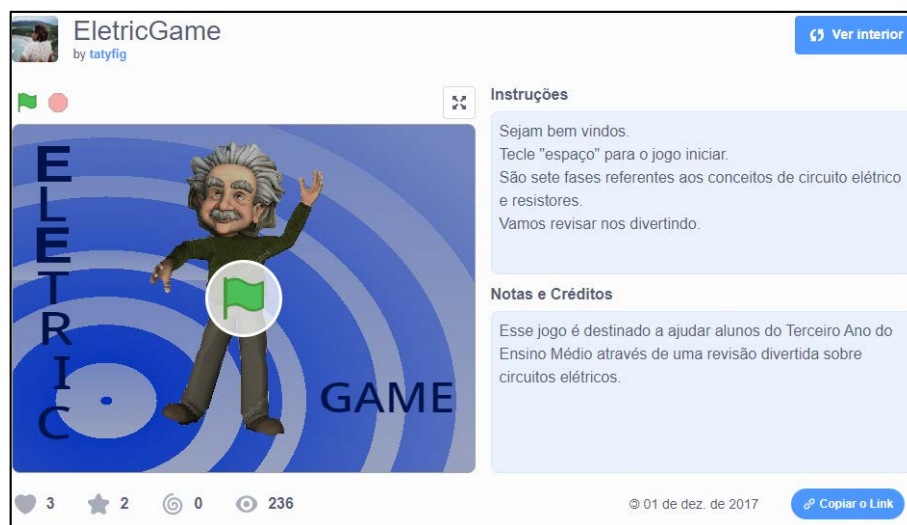 EletricGame
by tatyfig
Ver interior
ELETRIC
GAME
Instruções
Sejam bem vindos.
Tecle "espaço" para o jogo iniciar.
São sete fases referentes aos conceitos de circuito elétrico
e resistores.
Vamos revisar nos divertindo.
Notas e Créditos
Esse jogo é destinado a ajudar alunos do Terceiro Ano do
Ensino Médio através de uma revisão divertida sobre
circuitos elétricos.
3 2 0 236
© 01 de dez. de 2017
Copiar o Link